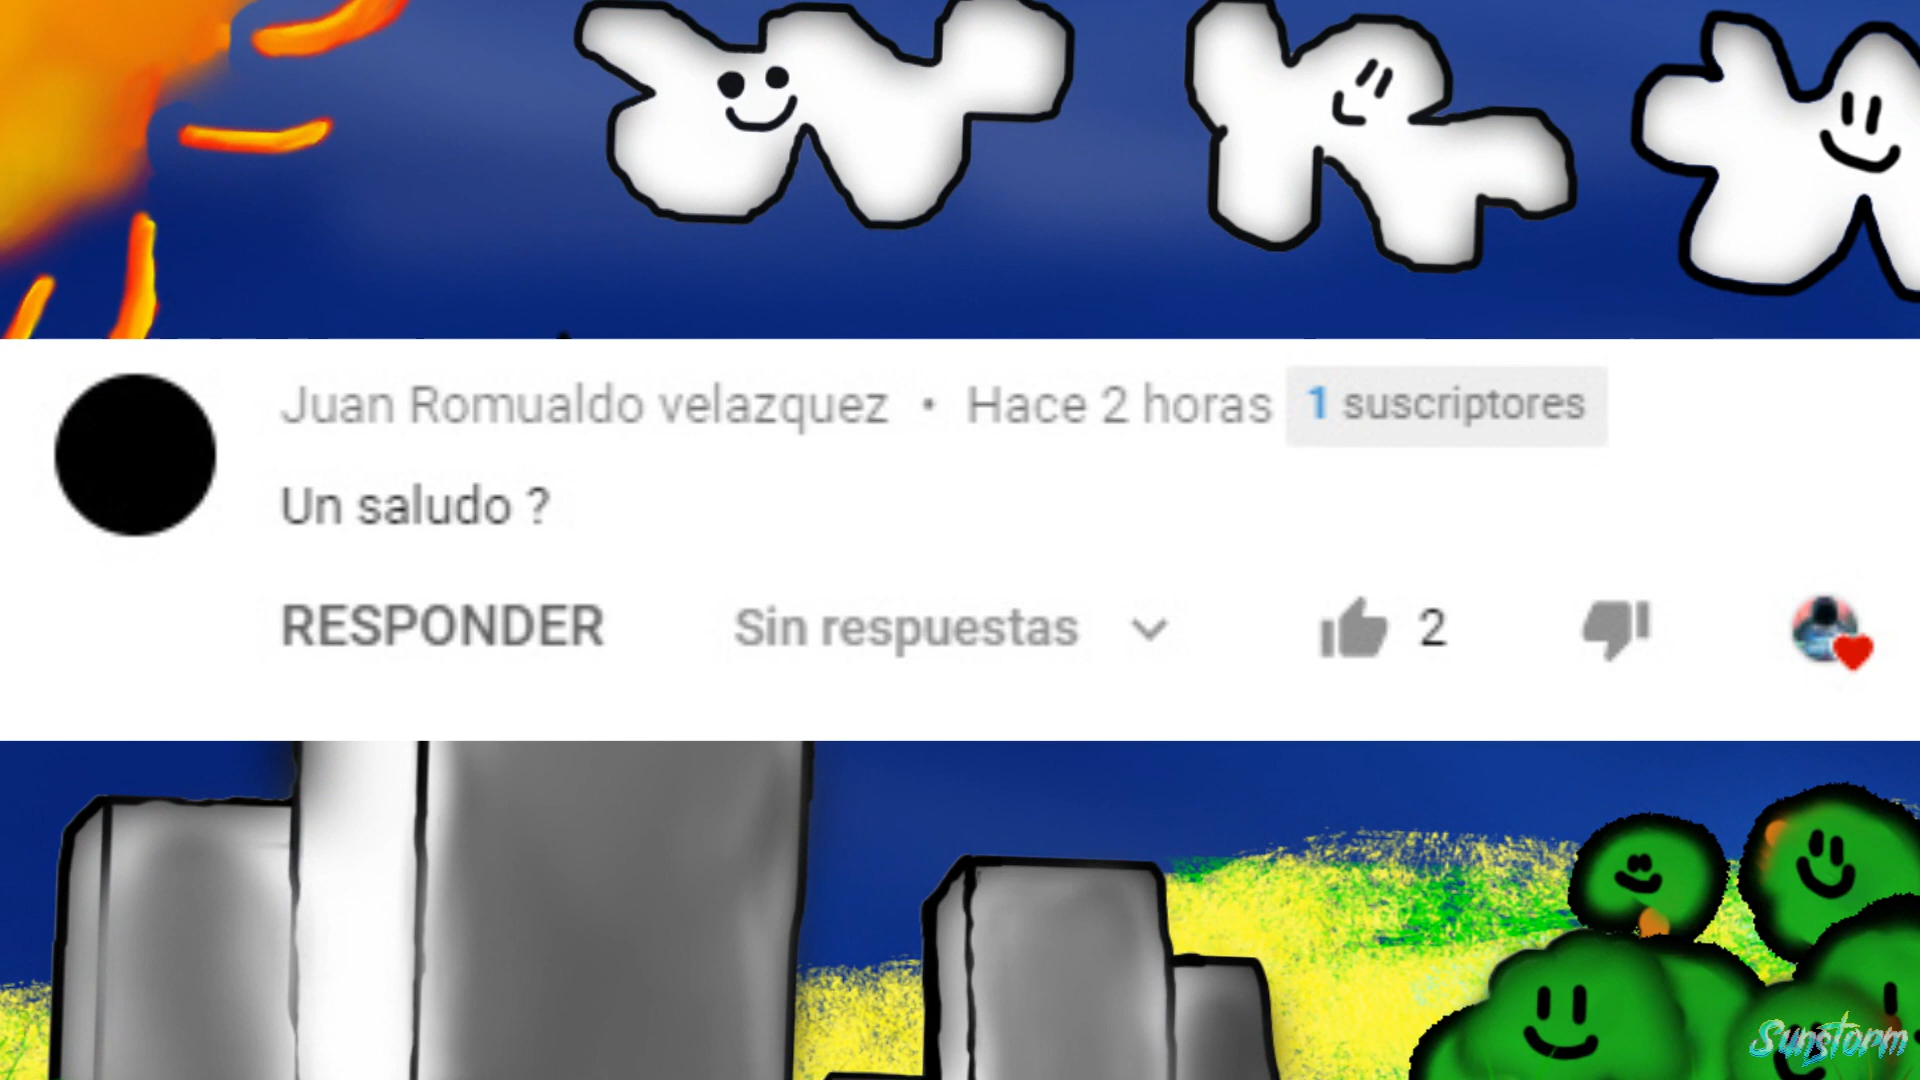 Juan Romualdo velazquez • Hace 2 horas 1 suscriptores
Un saludo ?
RESPONDER Sin respuestas 2
Sunstorm